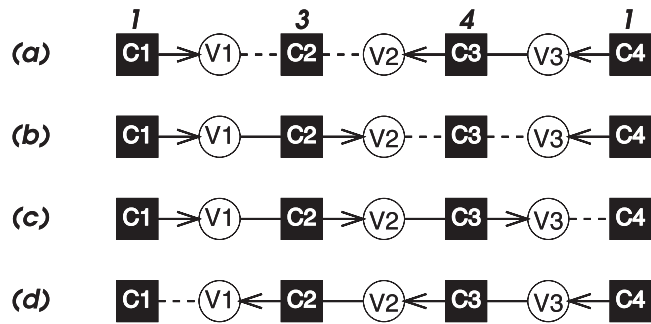 1 3 4 1
(a) C1 V1 C2 V2 C3 V3 C4
(b) C1 V1 C2 V2 C3 V3 C4
(c) C1 V1 C2 V2 C3 V3 C4
(d) C1 V1 C2 V2 C3 V3 C4